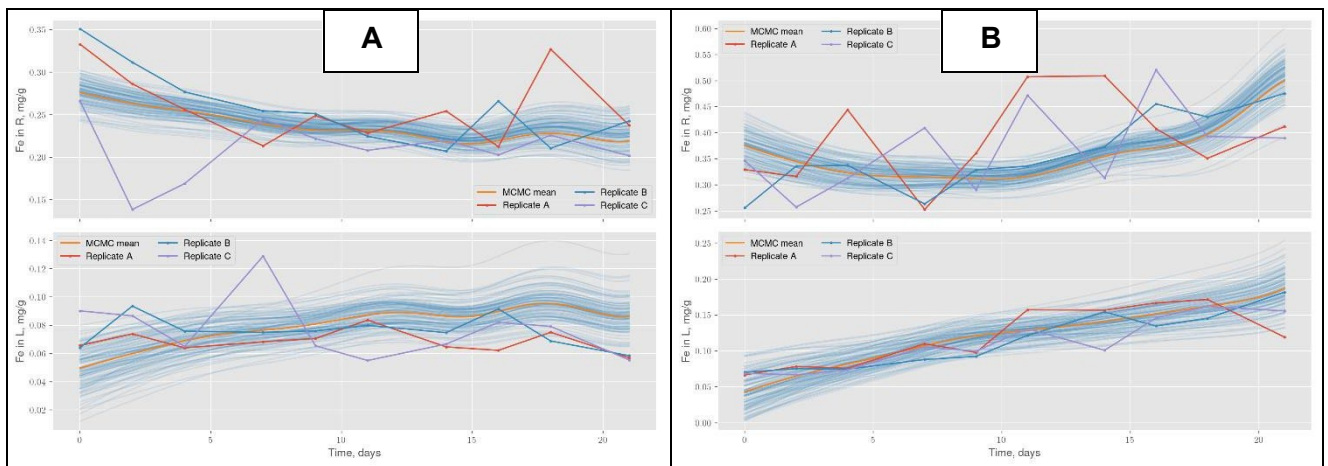 A
Fe in R, mg/g
0.35
0.30
0.25
0.20
0.15
MCMC mean
Replicate A
Replicate B
Replicate C
Fe in L, mg/g
0.14
0.12
0.10
0.08
0.06
0.04
0.02
MCMC mean
Replicate A
Replicate B
Replicate C
0 5 10 15 20
Time, days
B
Fe in R, mg/g
0.60
0.55
0.50
0.45
0.40
0.35
0.30
0.25
MCMC mean
Replicate A
Replicate B
Replicate C
Fe in L, mg/g
0.25
0.20
0.15
0.10
0.05
0.00
MCMC mean
Replicate A
Replicate B
Replicate C
0 5 10 15 20
Time, days